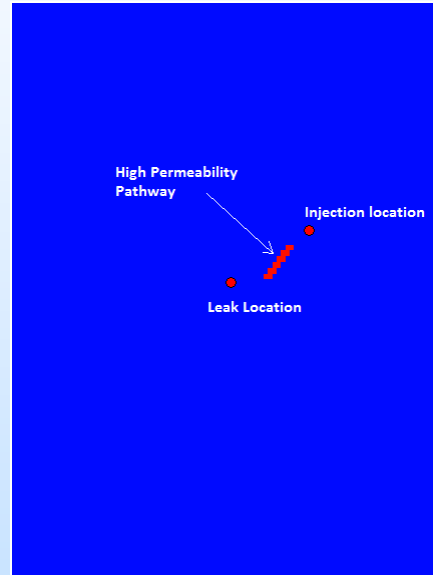 High Permeability
Pathway
Injection location
Leak Location